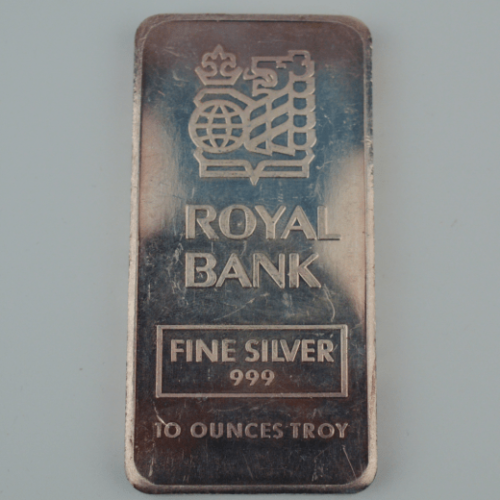 ROYAL
BANK
FINE SILVER
999
10 OUNCES TROY